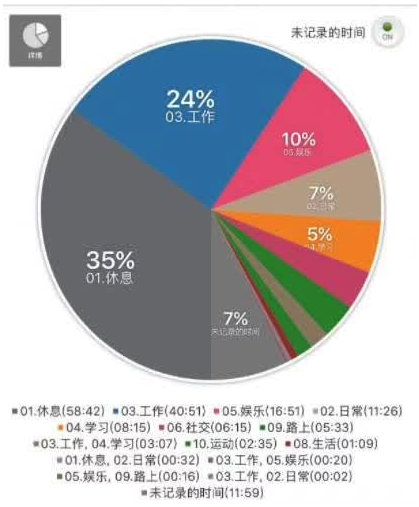 未记录的时间
ON
详情
24%
03.工作
10%
05.娱乐
7%
02.日常
5%
04.学习
35%
01.休息
7%
未记录的时间
01.休息(58:42) 03.工作(40:51) 05.娱乐(16:51) 02.日常(11:26)
04.学习(08:15) 06.社交(06:15) 09.路上(05:33)
03.工作, 04.学习(03:07) 10.运动(02:35) 08.生活(01:09)
01.休息, 02.日常(00:32) 03.工作, 05.娱乐(00:20)
05.娱乐, 09.路上(00:16) 03.工作, 02.日常(00:02)
未记录的时间(11:59)